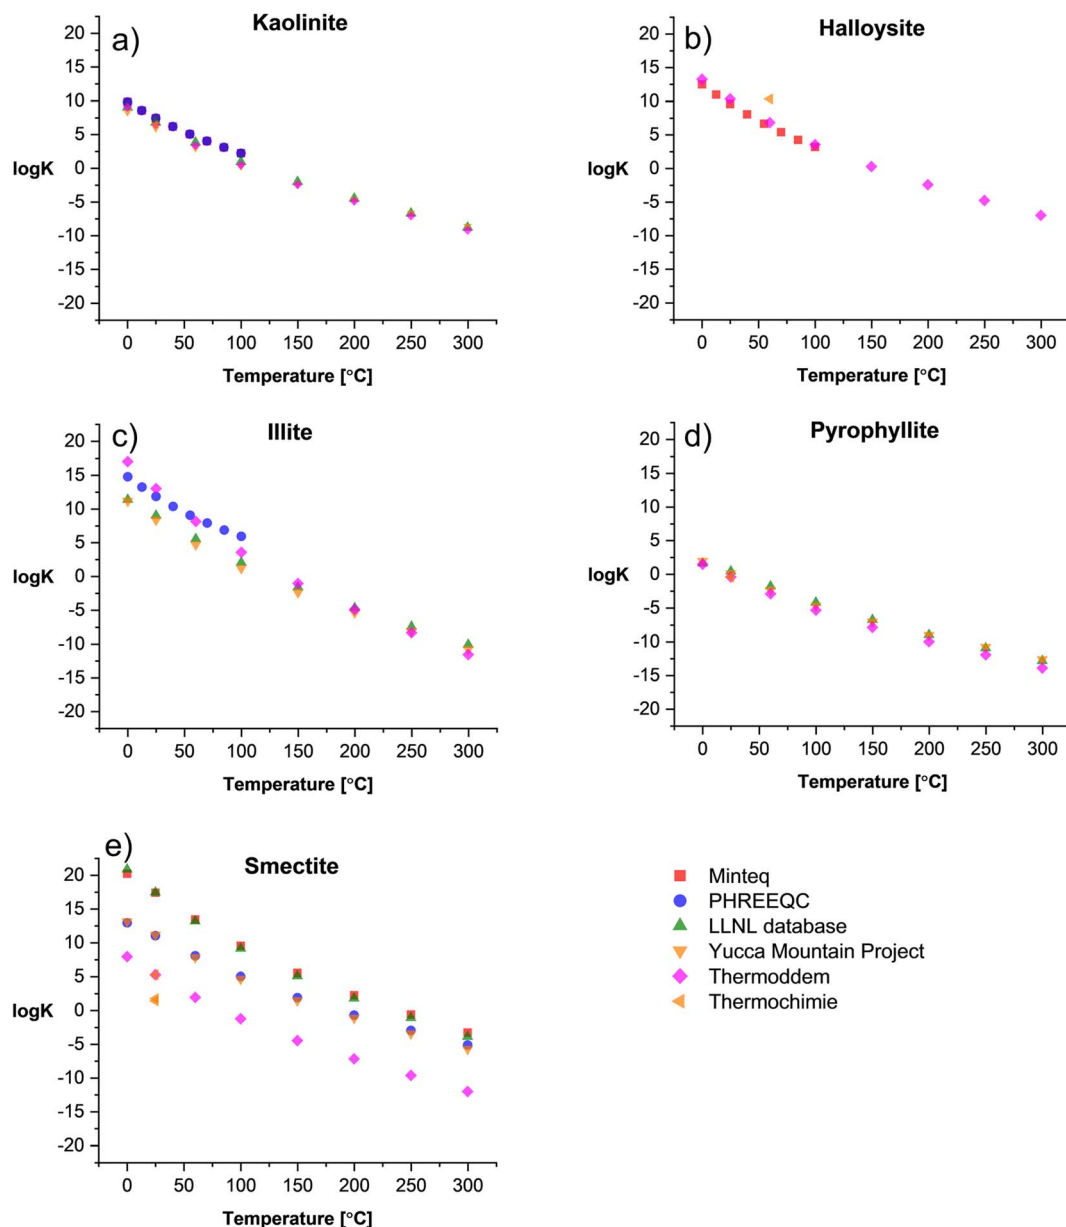 a)
Kaolinite
20
15
10
5
logK
0
-5
-10
-15
-20
0 50 100 150 200 250 300
Temperature [°C]
b)
Halloysite
20
15
10
5
logK
0
-5
-10
-15
-20
0 50 100 150 200 250 300
Temperature [°C]
c)
Illite
20
15
10
5
logK
0
-5
-10
-15
-20
0 50 100 150 200 250 300
Temperature [°C]
d)
Pyrophyllite
20
15
10
5
logK
0
-5
-10
-15
-20
0 50 100 150 200 250 300
Temperature [°C]
e)
Smectite
20
15
10
5
logK
0
-5
-10
-15
-20
0 50 100 150 200 250 300
Temperature [°C]
Minteq
PHREEQC
LLNL database
Yucca Mountain Project
Thermoddem
Thermochimie